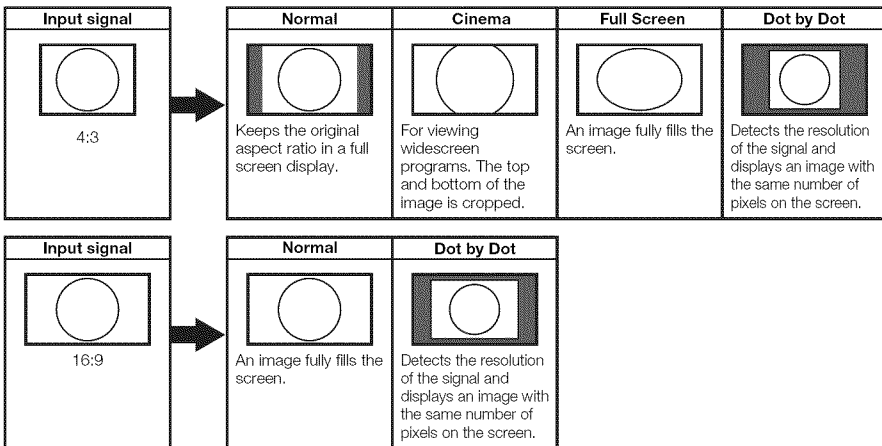 Input signal
4:3
Normal
Keeps the original
aspect ratio in a full
screen display.
Cinema
For viewing
widescreen
programs. The top
and bottom of the
image is cropped.
Full Screen
An image fully fills the
screen.
Dot by Dot
Detects the resolution
of the signal and
displays an image with
the same number of
pixels on the screen.
Input signal
16:9
Normal
An image fully fills the
screen.
Dot by Dot
Detects the resolution
of the signal and
displays an image with
the same number of
pixels on the screen.